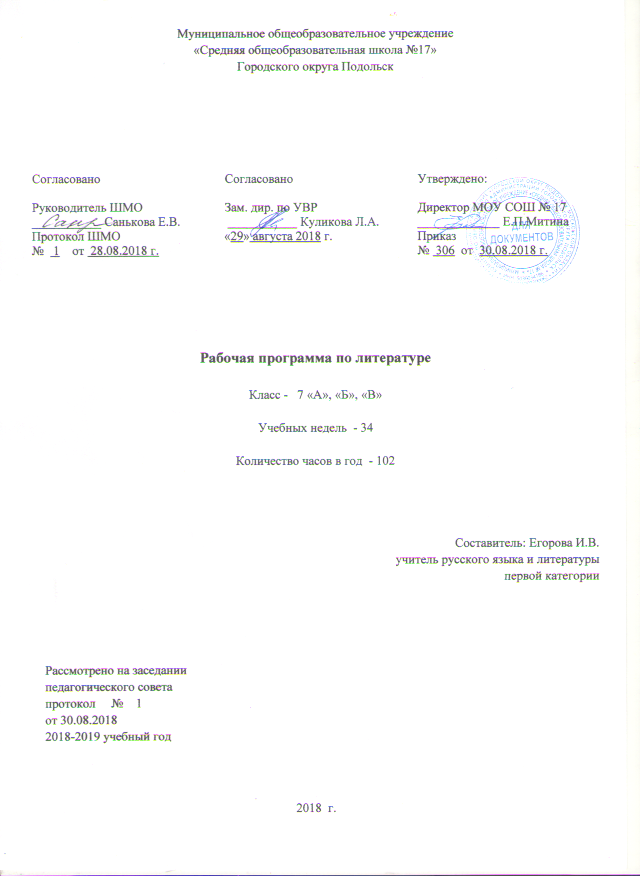 Муниципальное общеобразовательное учреждение
«Средняя общеобразовательная школа №17»
Городского округа Подольск
Согласовано
Руководитель ШМО
Санькова Е.В.
Протокол ШМО
№ 1 от 28.08.2018 г.
Согласовано
Зам. дир. по УВР
Куликова Л.А.
«29» августа 2018 г.
Утверждено:
Директор МОУ СОШ № 17
Е.П.Митина
Приказ
№ 306 от 30.08.2018 г.
ДЛЯ
ДОКУМЕНТОВ
Рабочая программа по литературе
Класс - 7 «А», «Б», «В»
Учебных недель - 34
Количество часов в год - 102
Составитель: Егорова И.В.
учитель русского языка и литературы
первой категории
Рассмотрено на заседании
педагогического совета
протокол № 1
от 30.08.2018
2018-2019 учебный год
2018 г.